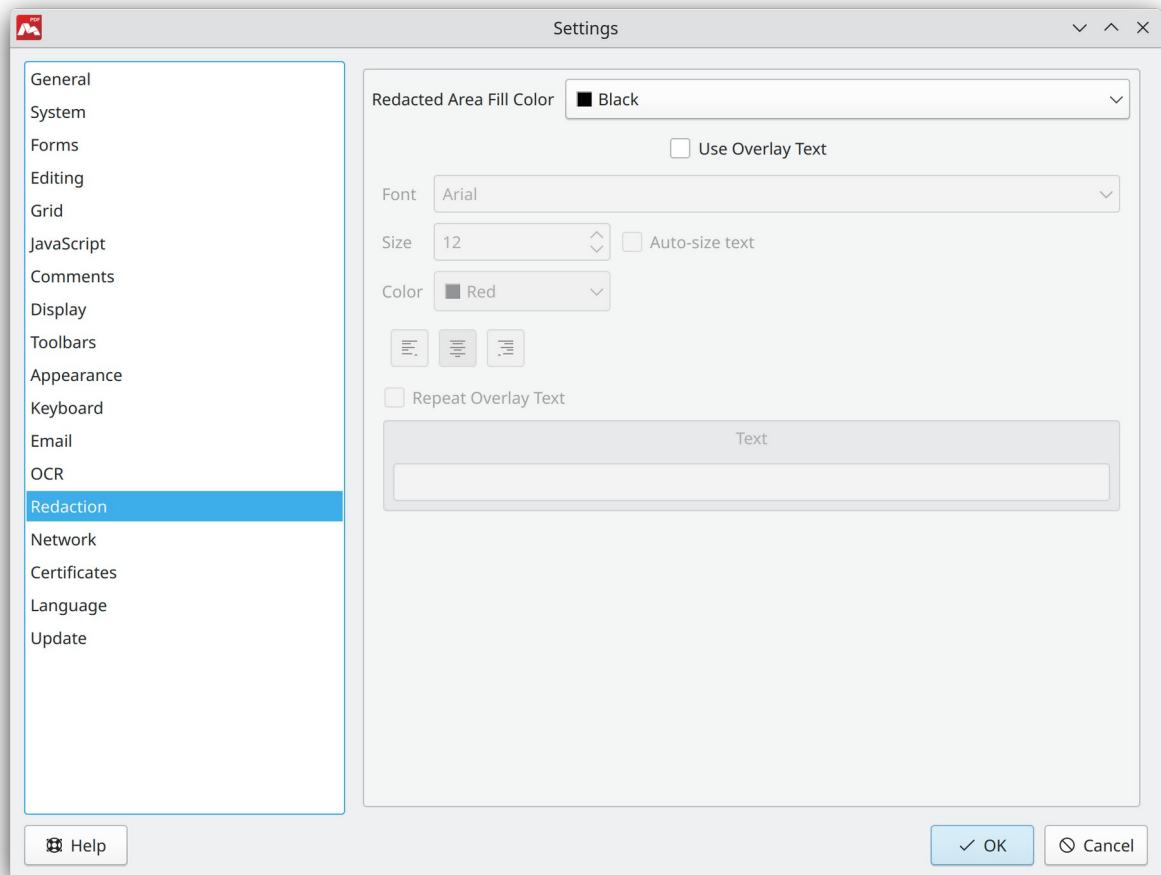 PDF
Settings
General
System
Forms
Editing
Grid
JavaScript
Comments
Display
Toolbars
Appearance
Keyboard
Email
OCR
Redaction
Network
Certificates
Language
Update
Redacted Area Fill Color Black
Use Overlay Text
Font Arial
Size 12 Auto-size text
Color Red
Repeat Overlay Text
Text
Help
OK Cancel